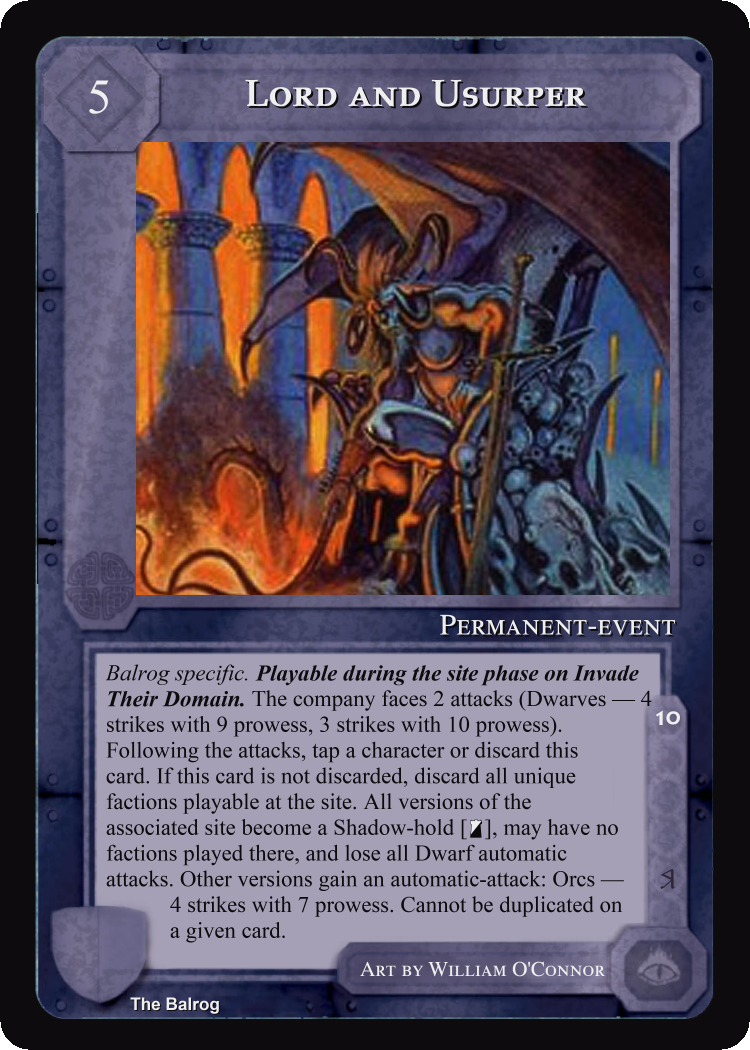 5
LORD AND USURPER
PERMANENT-EVENT
Balrog specific. Playable during the site phase on Invade
Their Domain. The company faces 2 attacks (Dwarves — 4
strikes with 9 prowess, 3 strikes with 10 prowess).
Following the attacks, tap a character or discard this
card. If this card is not discarded, discard all unique
factions playable at the site. All versions of the
associated site become a Shadow-hold [], may have no
factions played there, and lose all Dwarf automatic
attacks. Other versions gain an automatic-attack: Orcs —
4 strikes with 7 prowess. Cannot be duplicated on
a given card.
10
ART BY WILLIAM O'CONNOR
The Balrog